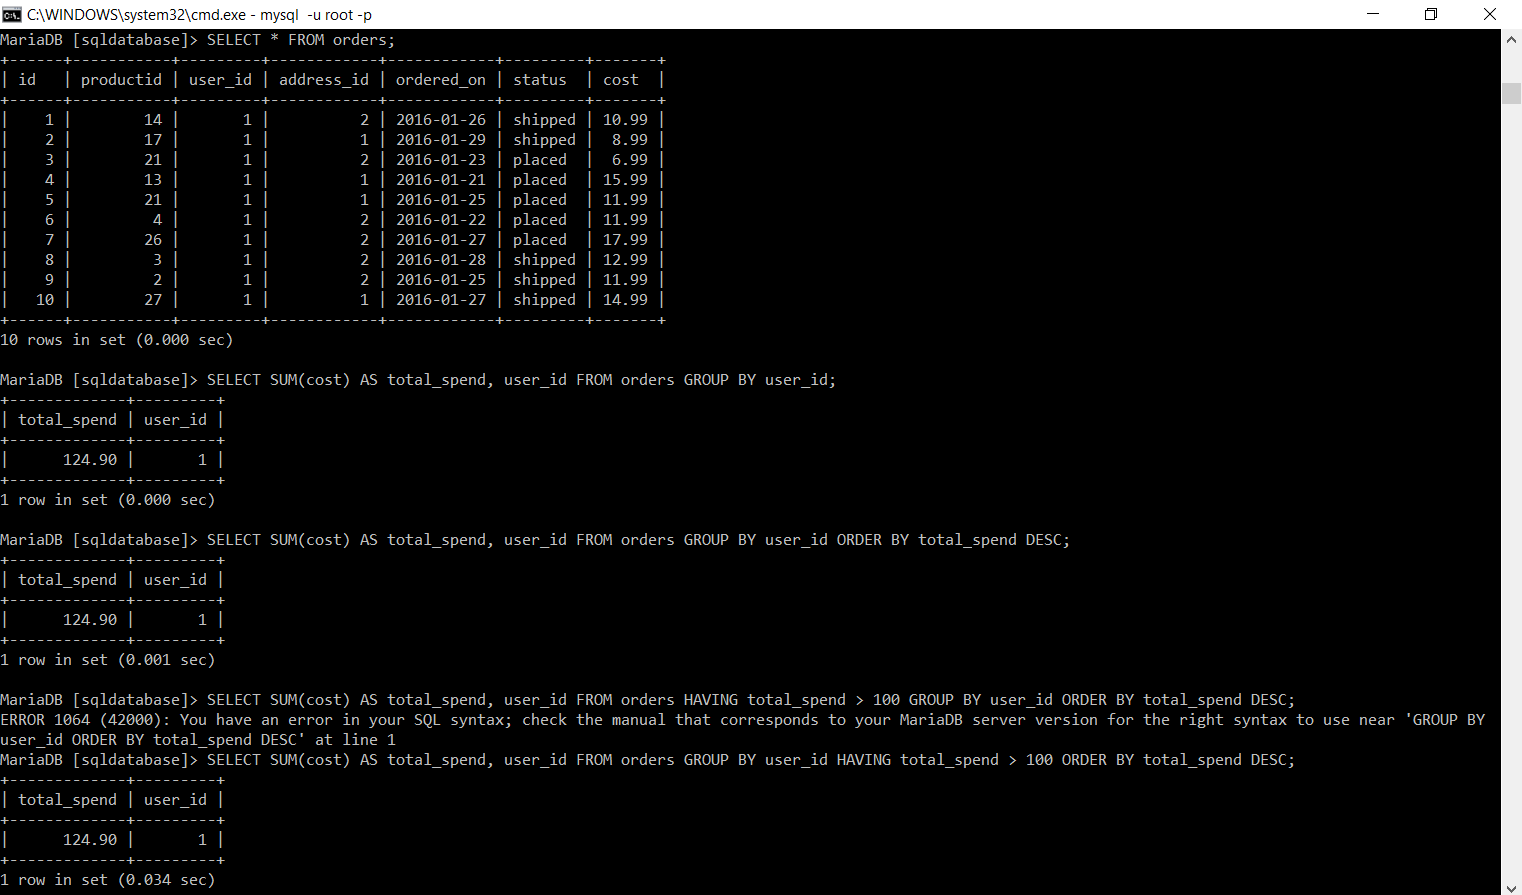 C:\WINDOWS\system32\cmd.exe - mysql  -u root -p
MariaDB [sqldatabase]> SELECT * FROM orders;
+------+-----------+---------+------------+------------+---------+-------+
| id   | productid | user_id | address_id | ordered_on | status  | cost  |
+------+-----------+---------+------------+------------+---------+-------+
|    1 |        14 |       1 |          2 | 2016-01-26 | shipped | 10.99 |
|    2 |        17 |       1 |          1 | 2016-01-29 | shipped |  8.99 |
|    3 |        21 |       1 |          2 | 2016-01-23 | placed  |  6.99 |
|    4 |        13 |       1 |          1 | 2016-01-21 | placed  | 15.99 |
|    5 |        21 |       1 |          1 | 2016-01-25 | placed  | 11.99 |
|    6 |         4 |       1 |          2 | 2016-01-22 | placed  | 11.99 |
|    7 |        26 |       1 |          2 | 2016-01-27 | placed  | 17.99 |
|    8 |         3 |       1 |          2 | 2016-01-28 | shipped | 12.99 |
|    9 |         2 |       1 |          2 | 2016-01-25 | shipped | 11.99 |
|   10 |        27 |       1 |          1 | 2016-01-27 | shipped | 14.99 |
+------+-----------+---------+------------+------------+---------+-------+
10 rows in set (0.000 sec)

MariaDB [sqldatabase]> SELECT SUM(cost) AS total_spend, user_id FROM orders GROUP BY user_id;
+-------------+---------+
| total_spend | user_id |
+-------------+---------+
|      124.90 |       1 |
+-------------+---------+
1 row in set (0.000 sec)

MariaDB [sqldatabase]> SELECT SUM(cost) AS total_spend, user_id FROM orders GROUP BY user_id ORDER BY total_spend DESC;
+-------------+---------+
| total_spend | user_id |
+-------------+---------+
|      124.90 |       1 |
+-------------+---------+
1 row in set (0.001 sec)

MariaDB [sqldatabase]> SELECT SUM(cost) AS total_spend, user_id FROM orders HAVING total_spend > 100 GROUP BY user_id ORDER BY total_spend DESC;
ERROR 1064 (42000): You have an error in your SQL syntax; check the manual that corresponds to your MariaDB server version for the right syntax to use near 'GROUP BY
user_id ORDER BY total_spend DESC' at line 1
MariaDB [sqldatabase]> SELECT SUM(cost) AS total_spend, user_id FROM orders GROUP BY user_id HAVING total_spend > 100 ORDER BY total_spend DESC;
+-------------+---------+
| total_spend | user_id |
+-------------+---------+
|      124.90 |       1 |
+-------------+---------+
1 row in set (0.034 sec)